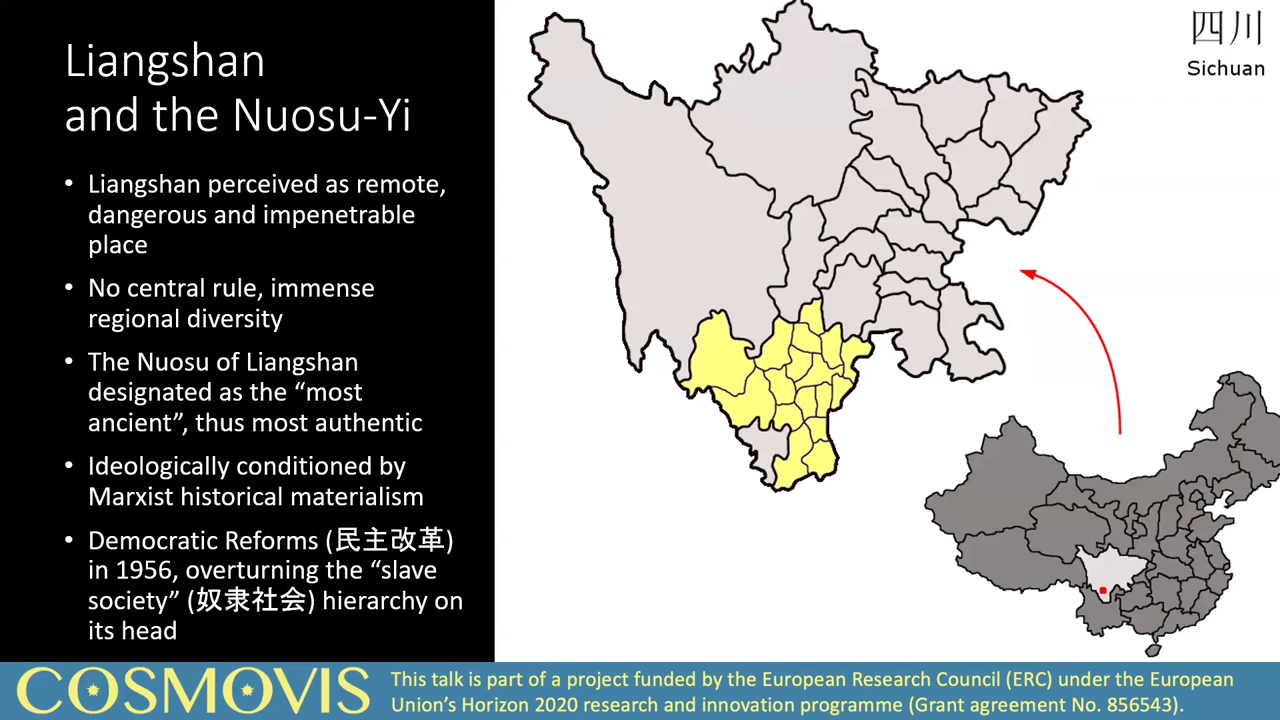 Liangshan
and the Nuosu-Yi
• Liangshan perceived as remote,
dangerous and impenetrable
place
• No central rule, immense
regional diversity
• The Nuosu of Liangshan
designated as the “most
ancient”, thus most authentic
• Ideologically conditioned by
Marxist historical materialism
• Democratic Reforms (民主改革)
in 1956, overturning the “slave
society” (奴隶社会) hierarchy on
its head
四川
Sichuan
COSMOVIS
This talk is part of a project funded by the European Research Council (ERC) under the European
Union’s Horizon 2020 research and innovation programme (Grant agreement No. 856543).